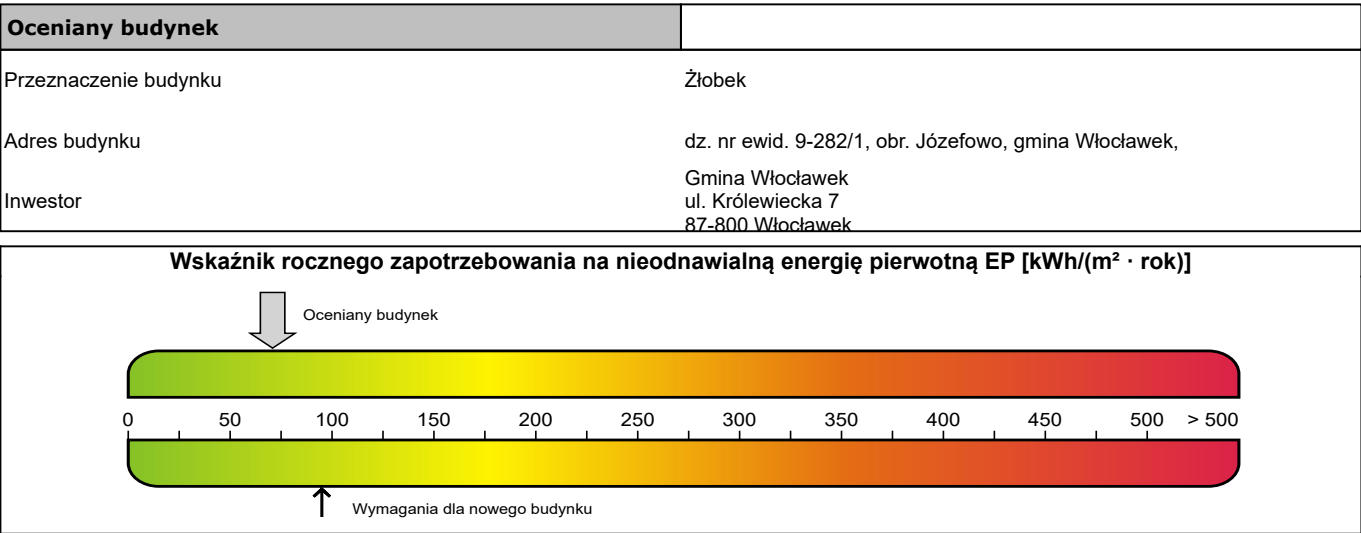 Oceniany budynek
Przeznaczenie budynku Żłobek
Adres budynku dz. nr ewid. 9-282/1, obr. Józefowo, gmina Włocławek,
Gmina Włocławek
Inwestor ul. Królewiecka 7
87-800 Włocławek
Wskaźnik rocznego zapotrzebowania na nieodnawialną energię pierwotną EP [kWh/(m² · rok)]
Oceniany budynek
0 50 100 150 200 250 300 350 400 450 500 > 500
Wymagania dla nowego budynku